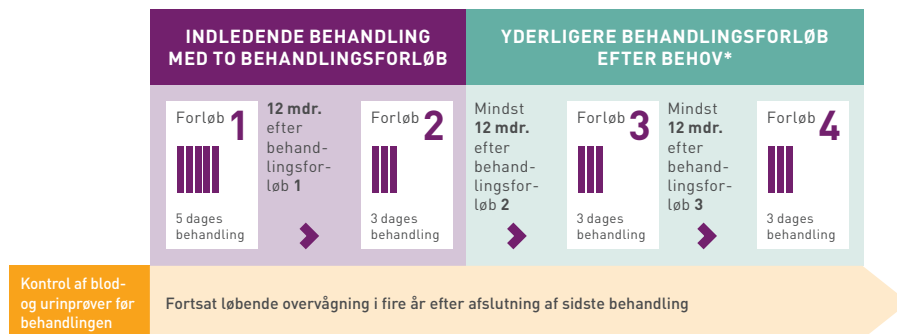 INDLEDENDE BEHANDLING
MED TO BEHANDLINGSFORLØB
YDERLIGERE BEHANDLINGSFORLØB
EFTER BEHOV*
Forløb 1
5 dages
behandling
12 mdr.
efter
behand-
lingsfor-
løb 1
Forløb 2
3 dages
behandling
Mindst
12 mdr.
efter
behand-
lingsfor-
løb 2
Forløb 3
3 dages
behandling
Mindst
12 mdr.
efter
behand-
lingsfor-
løb 3
Forløb 4
3 dages
behandling
Kontrol af blod-
og urinprøver før
behandlingen
Fortsat løbende overvågning i fire år efter afslutning af sidste behandling